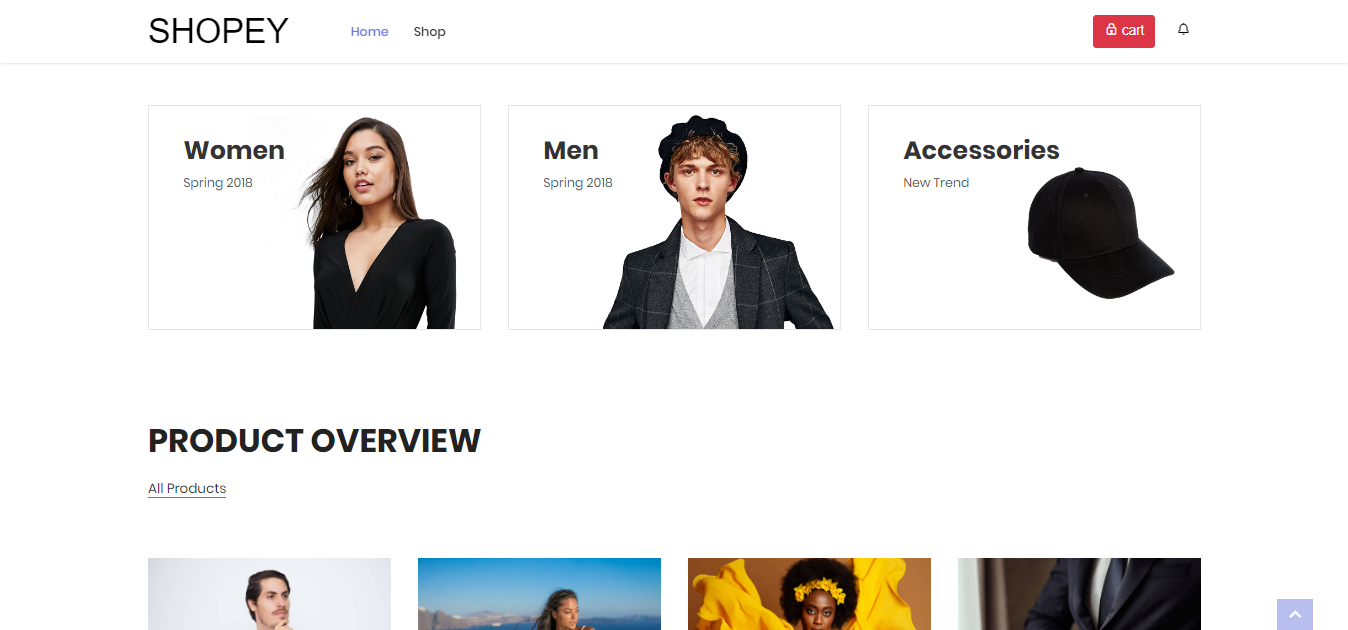 SHOPEY
Home
Shop
cart
Women
Spring 2018
Men
Spring 2018
Accessories
New Trend
PRODUCT OVERVIEW
All Products